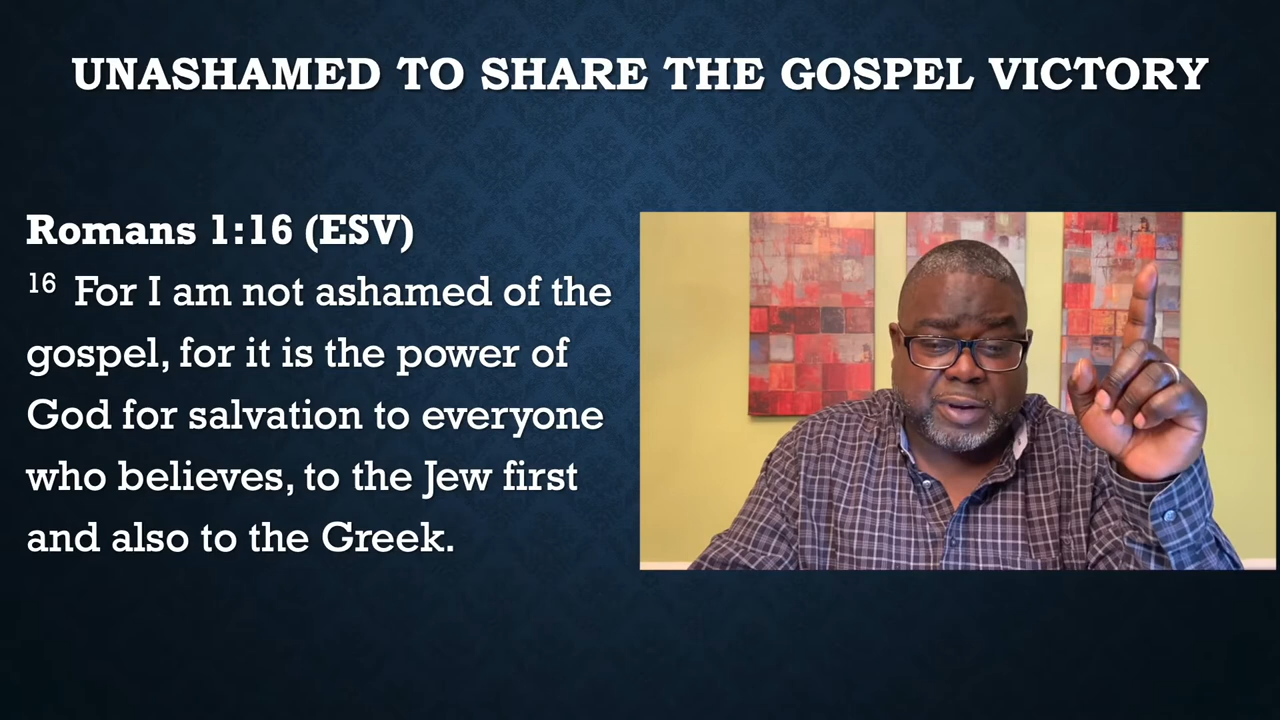 UNASHAMED TO SHARE THE GOSPEL VICTORY
Romans 1:16 (ESV)
16 For I am not ashamed of the
gospel, for it is the power of
God for salvation to everyone
who believes, to the Jew first
and also to the Greek.